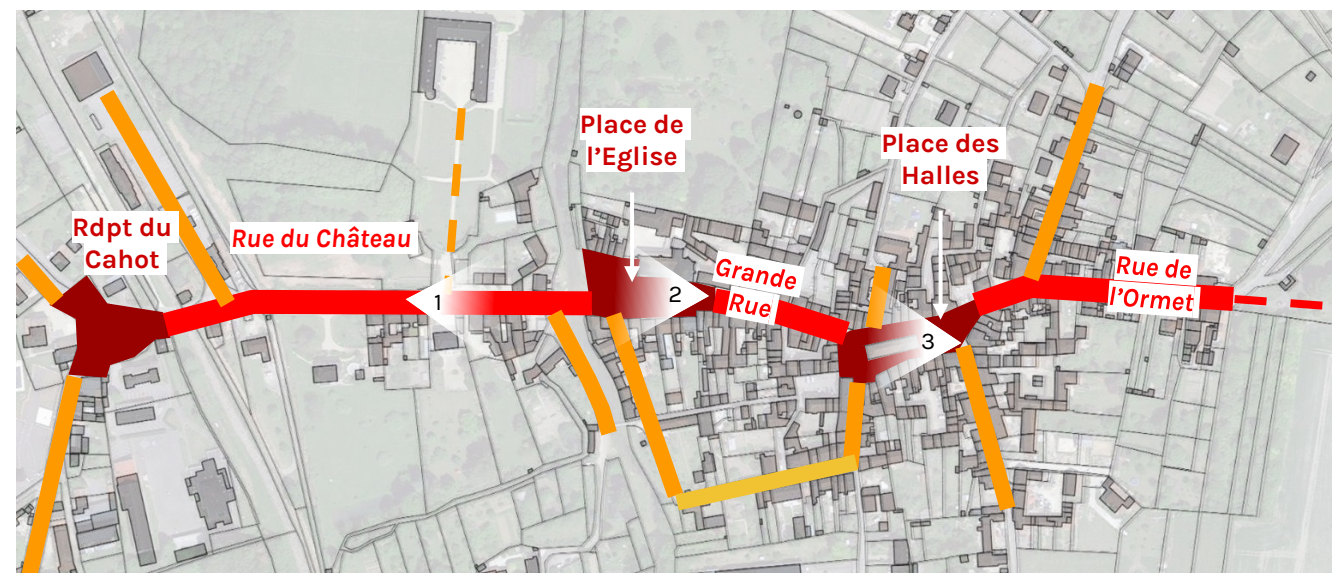 Place de
l'Eglise
Place des
Halles
Rdpt du
Cahot
Rue du Château
Grande
Rue
Rue de
l'Ormet
1
2
3